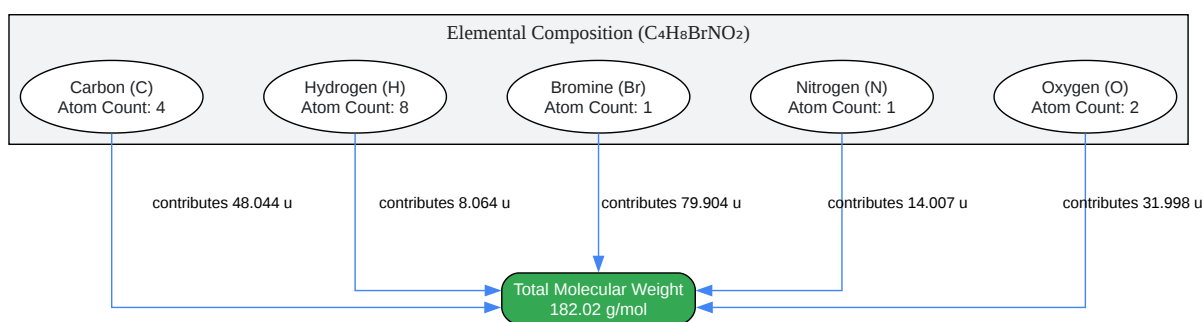 Elemental Composition (C₄H₈BrNO₂)
Carbon (C)
Atom Count: 4
Hydrogen (H)
Atom Count: 8
Bromine (Br)
Atom Count: 1
Nitrogen (N)
Atom Count: 1
Oxygen (O)
Atom Count: 2
contributes 48.044 u
contributes 8.064 u
contributes 79.904 u
contributes 14.007 u
contributes 31.998 u
Total Molecular Weight
182.02 g/mol